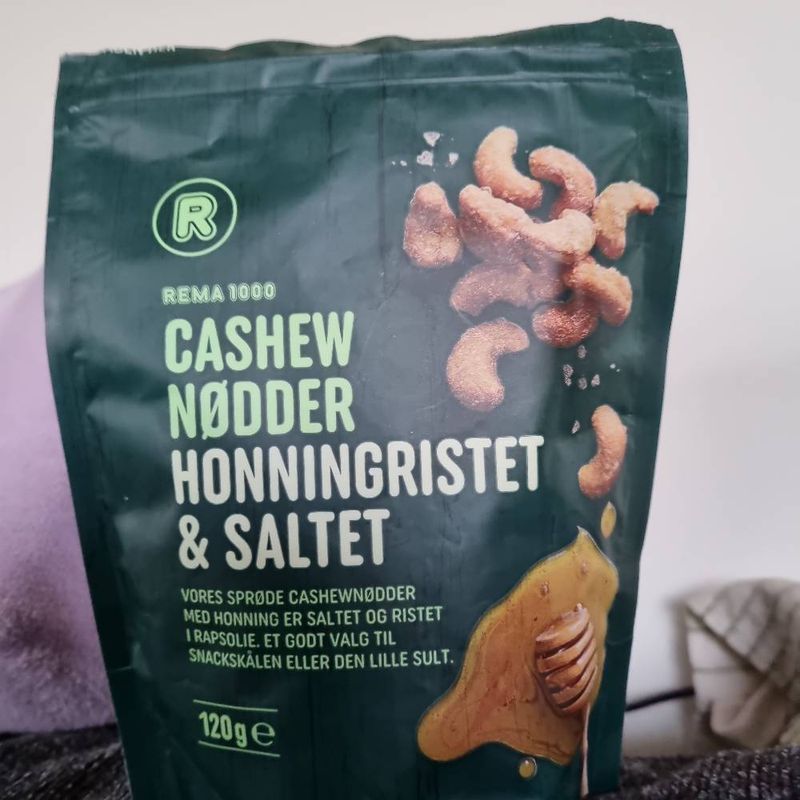 R
REMA 1000
CASHEW
NØDDER
HONNINGRISTET
& SALTET
VORES SPRØDE CASHEWNØDDER
MED HONNING ER SALTET OG RISTET
I RAPSOLIE. ET GODT VALG TIL
SNACKSKÅLEN ELLER DEN LILLE SULT.
120g e